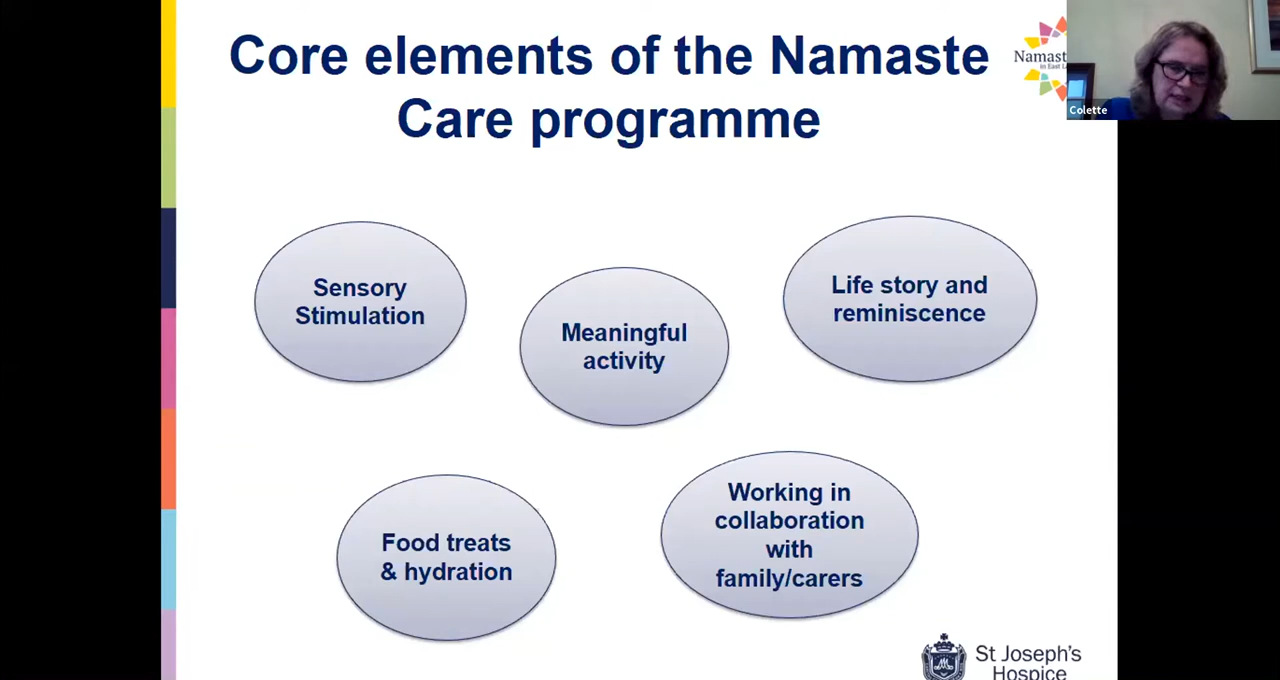 Core elements of the Namaste
Care programme
Colette
Sensory
Stimulation
Meaningful
activity
Life story and
reminiscence
Food treats
& hydration
Working in
collaboration
with
family/carers
St Joseph's
Hospice